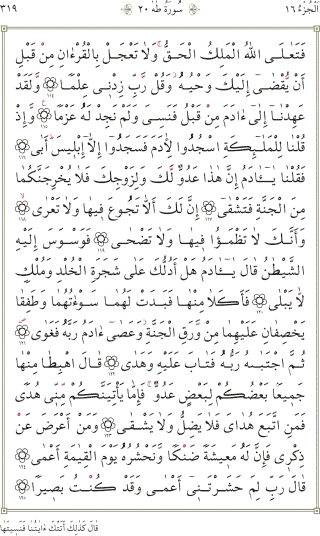 الجزء ١٦ سورة طه ٢٠ ٣١٩
فَتَعَٰلَى ٱللَّهُ ٱلْمَلِكُ ٱلْحَقُّ ۗ وَلَا تَعْجَلْ بِٱلْقُرْءَانِ مِن قَبْلِ
أَن يُقْضَىٰٓ إِلَيْكَ وَحْيُهُۥ ۖ وَقُل رَّبِّ زِدْنِى عِلْمًا ١١٤ وَلَقَدْ
عَهِدْنَآ إِلَىٰٓ ءَادَمَ مِن قَبْلُ فَنَسِىَ وَلَمْ نَجِدْ لَهُۥ عَزْمًا ١١٥ وَإِذْ
قُلْنَا لِلْمَلَٰٓئِكَةِ ٱسْجُدُوا۟ لِـَٔادَمَ فَسَجَدُوٓا۟ إِلَّآ إِبْلِيسَ أَبَىٰ ١١٦
فَقُلْنَا يَٰٓـَٔادَمُ إِنَّ هَٰذَا عَدُوٌّ لَّكَ وَلِزَوْجِكَ فَلَا يُخْرِجَنَّكُمَا
مِنَ ٱلْجَنَّةِ فَتَشْقَىٰٓ ١١٧ إِنَّ لَكَ أَلَّا تَجُوعَ فِيهَا وَلَا تَعْرَىٰ ١١٨
وَأَنَّكَ لَا تَظْمَؤُا۟ فِيهَا وَلَا تَضْحَىٰ ١١٩ فَوَسْوَسَ إِلَيْهِ
ٱلشَّيْطَٰنُ قَالَ يَٰٓـَٔادَمُ هَلْ أَدُلُّكَ عَلَىٰ شَجَرَةِ ٱلْخُلْدِ وَمُلْكٍ
لَّا يَبْلَىٰ ١٢٠ فَأَكَلَا مِنْهَا فَبَدَتْ لَهُمَا سَوْءَٰتُهُمَا وَطَفِقَا
يَخْصِفَانِ عَلَيْهِمَا مِن وَرَقِ ٱلْجَنَّةِ ۚ وَعَصَىٰٓ ءَادَمُ رَبَّهُۥ فَغَوَىٰ ١٢١
ثُمَّ ٱجْتَبَٰهُ رَبُّهُۥ فَتَابَ عَلَيْهِ وَهَدَىٰ ١٢٢ قَالَ ٱهْبِطَا مِنْهَا
جَمِيعًۢا ۖ بَعْضُكُمْ لِبَعْضٍ عَدُوٌّ ۖ فَإِمَّا يَأْتِيَنَّكُم مِّنِّى هُدًى
فَمَنِ ٱتَّبَعَ هُدَاىَ فَلَا يَضِلُّ وَلَا يَشْقَىٰ ١٢٣ وَمَنْ أَعْرَضَ عَن
ذِكْرِى فَإِنَّ لَهُۥ مَعِيشَةً ضَنكًا وَنَحْشُرُهُۥ يَوْمَ ٱلْقِيَٰمَةِ أَعْمَىٰ ١٢٤
قَالَ رَبِّ لِمَ حَشَرْتَنِىٓ أَعْمَىٰ وَقَدْ كُنتُ بَصِيرًا ١٢٥
قَالَ كَذَٰلِكَ أَتَتْكَ ءَايَٰتُنَا فَنَسِيتَهَا